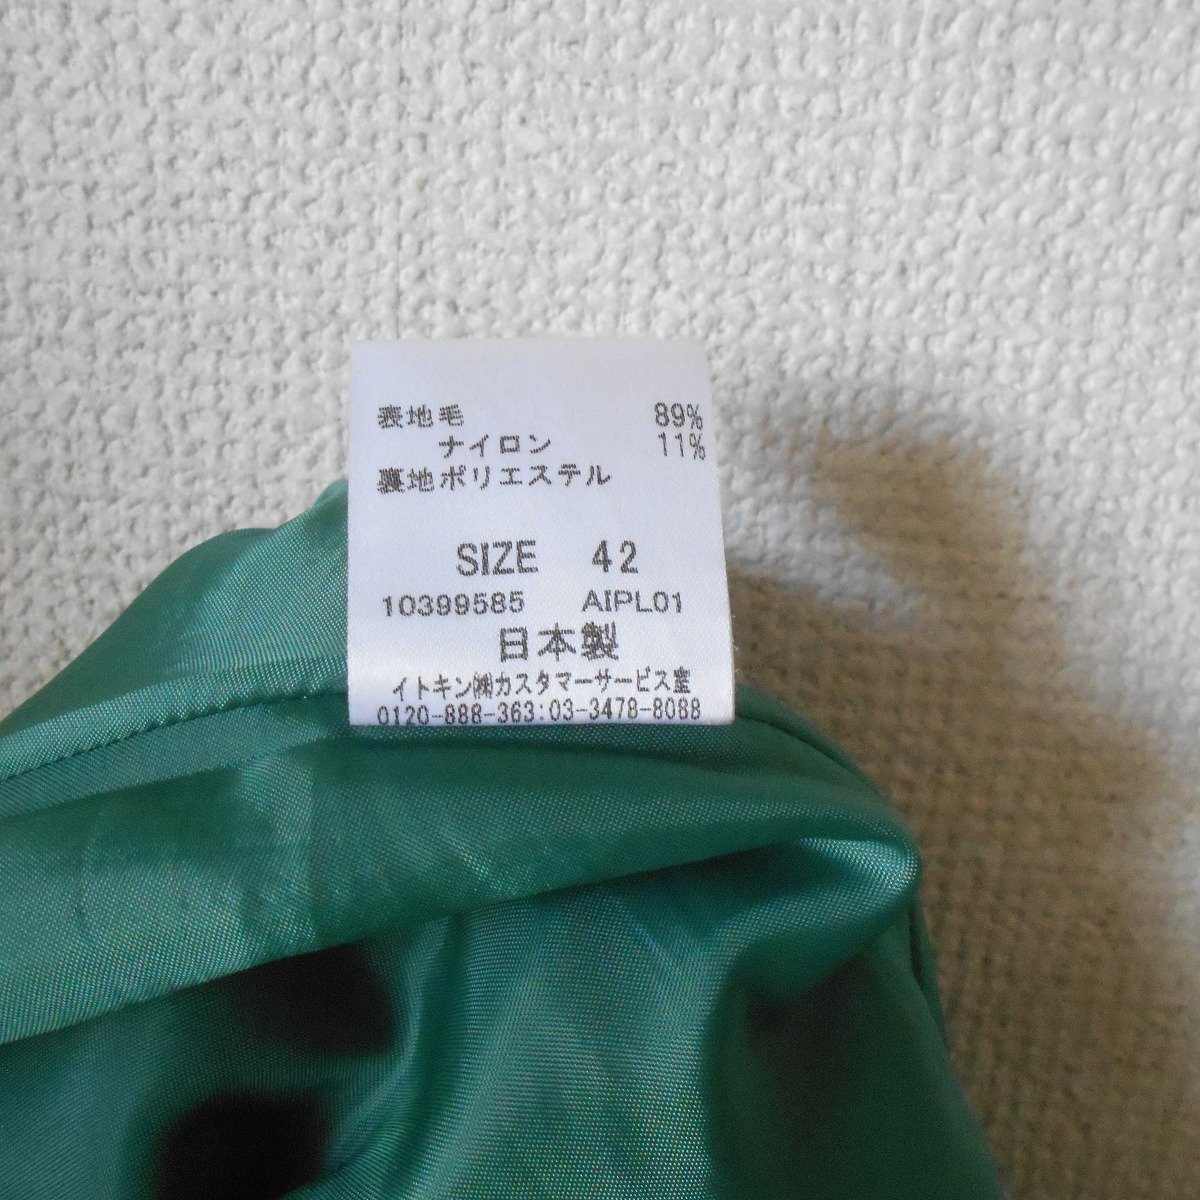 表地毛 89%
ナイロン 11%
裏地ポリエステル
SIZE 42
10399585 AIPL01
日本製
イトキン㈱カスタマーサービス室
0120-888-363:03-3478-8088